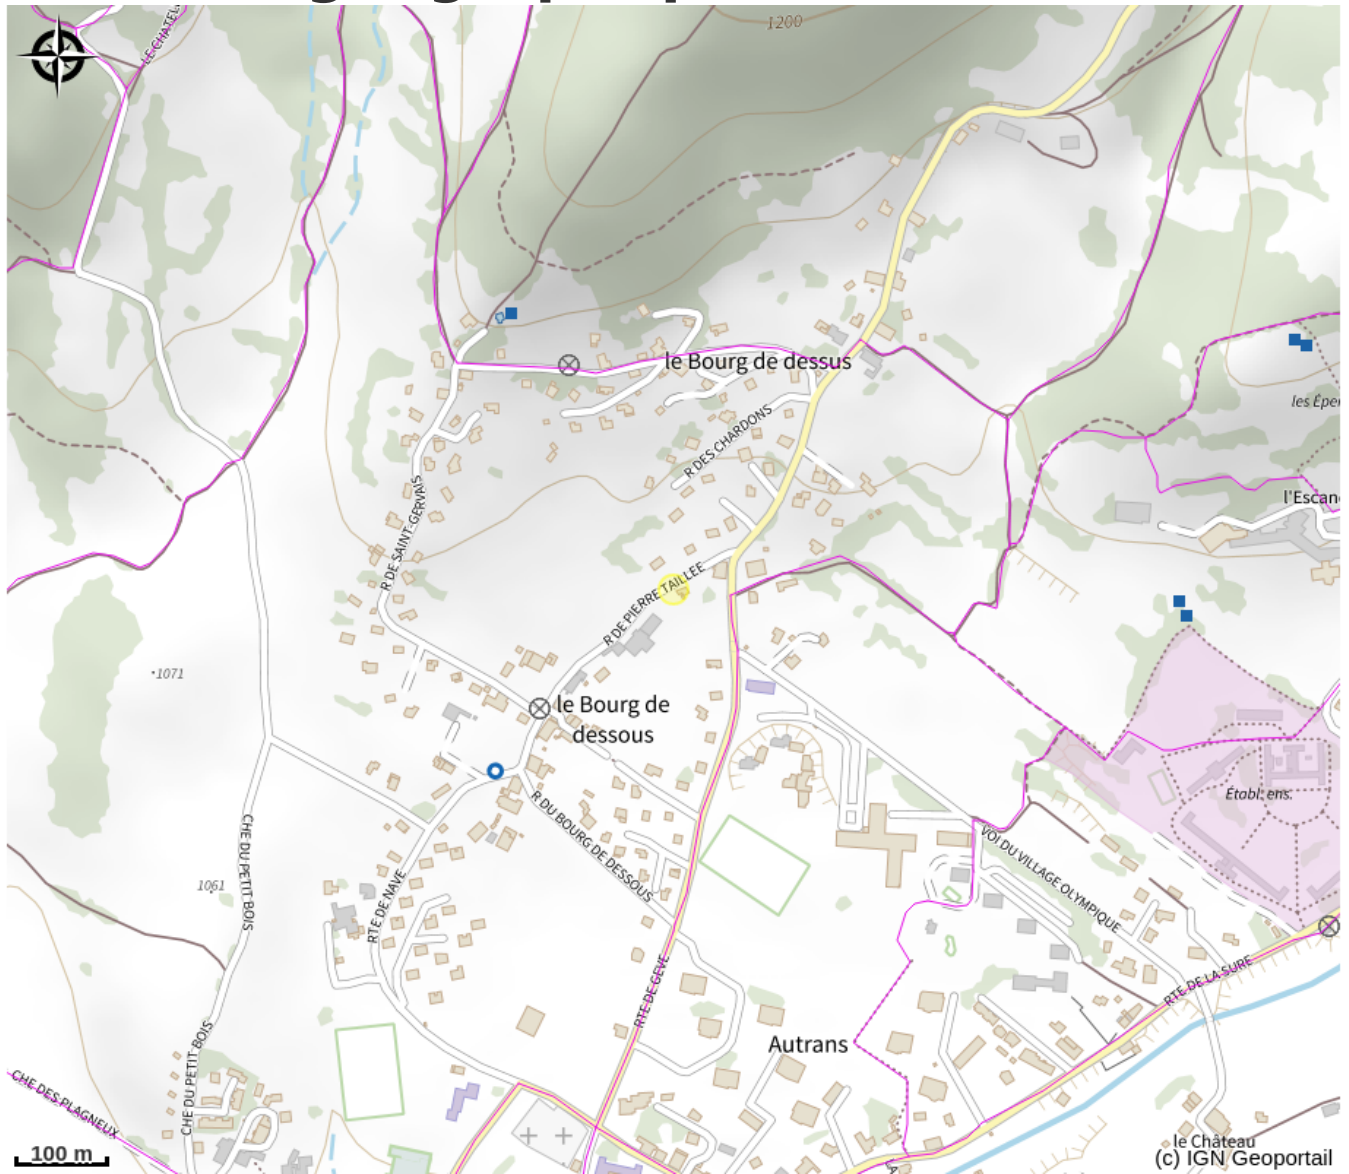 1200
LE CHATEL
le Bourg de dessus
R DES CHARDONS
les Épe
l'Escan
R DE SAINT-GERVAIS
R DE PIERRE TAILLEE
1071
le Bourg de
dessous
Établ. ens.
R DU BOURG DE DESSOUS
CHE DU PETIT BOIS
VOI DU VILLAGE OLYMPIQUE
1061
RTE DE NAVE
RTE DE GEVE
RTE DE LA SURE
Autrans
CHE DU PETIT BOIS
CHE DES PLAGNEUX
le Château
100 m
(c) IGN Geoportail